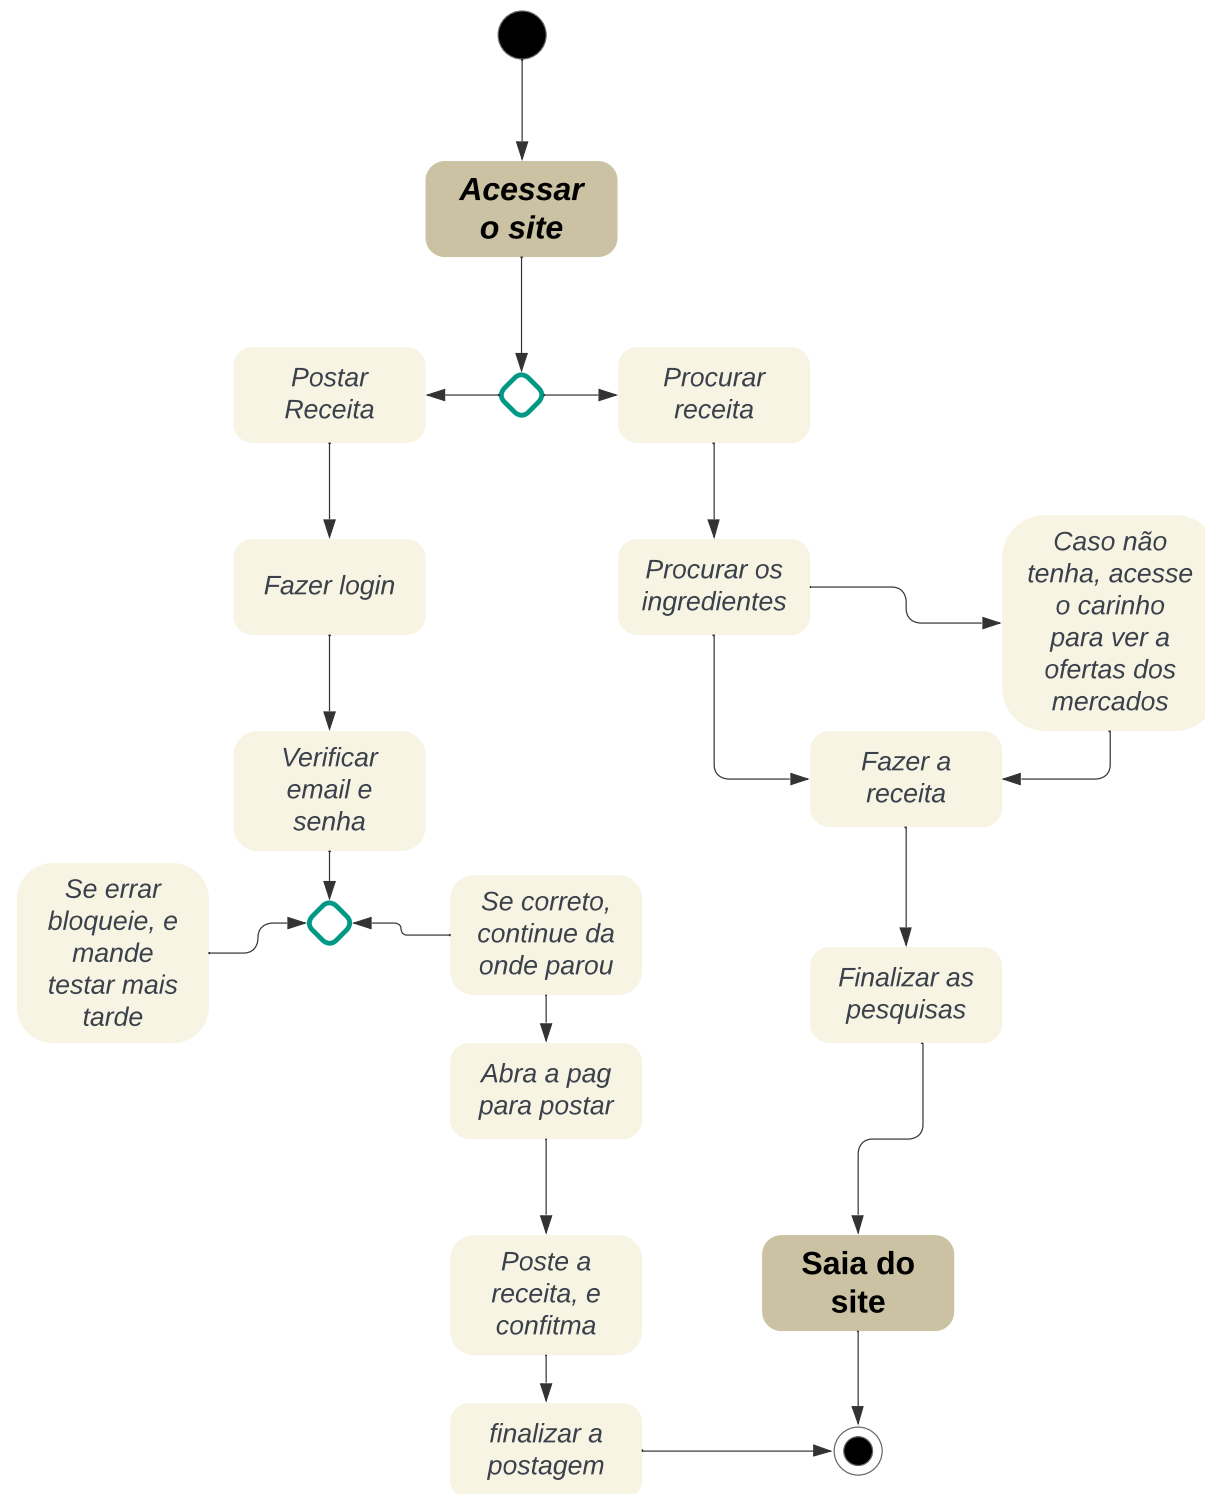 Acessar
o site
Postar
Receita
Procurar
receita
Fazer login
Procurar os
ingredientes
Caso não
tenha, acesse
o carinho
para ver a
ofertas dos
mercados
Verificar
email e
senha
Fazer a
receita
Se errar
bloqueie, e
mande
testar mais
tarde
Se correto,
continue da
onde parou
Finalizar as
pesquisas
Abra a pag
para postar
Poste a
receita, e
confitma
Saia do
site
finalizar a
postagem